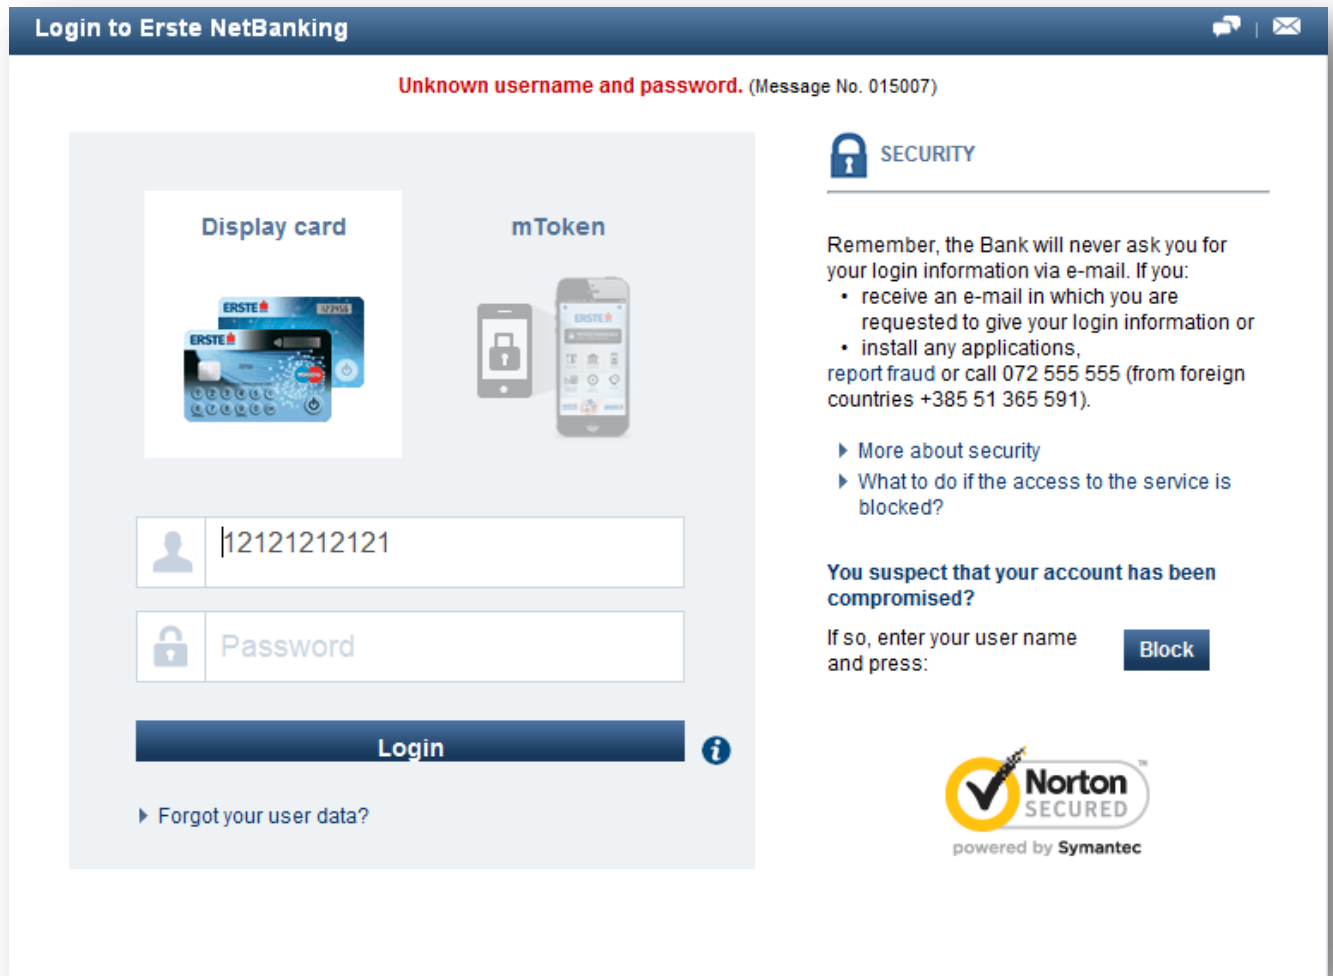 Login to Erste NetBanking
Unknown username and password. (Message No. 015007)
Display card
mToken
ERSTE
123456
ERSTE
ERSTE
12121212121
Password
Login
Forgot your user data?
SECURITY
Remember, the Bank will never ask you for
your login information via e-mail. If you:
• receive an e-mail in which you are
requested to give your login information or
• install any applications,
report fraud or call 072 555 555 (from foreign
countries +385 51 365 591).
More about security
What to do if the access to the service is
blocked?
You suspect that your account has been
compromised?
If so, enter your user name
and press:
Block
Norton
SECURED
powered by Symantec